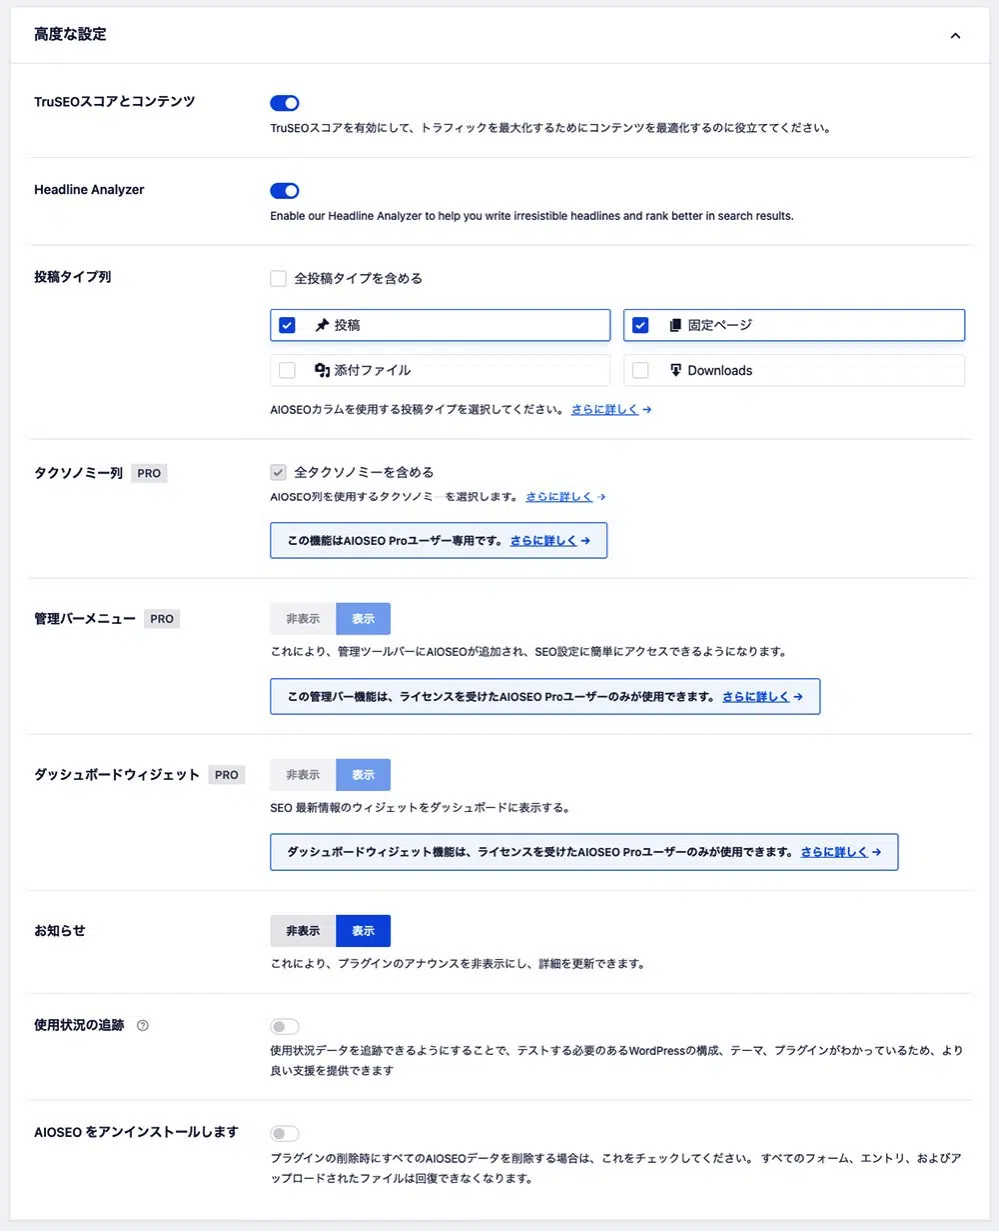 高度な設定
TruSEOスコアとコンテンツ
TruSEOスコアを有効にして、トラフィックを最大化するためにコンテンツを最適化するのに役立ててください。
Headline Analyzer
Enable our Headline Analyzer to help you write irresistible headlines and rank better in search results.
投稿タイプ列
全投稿タイプを含める
投稿
固定ページ
添付ファイル
Downloads
AIOSEOカラムを使用する投稿タイプを選択してください。 さらに詳しく →
タクソノミー列 PRO
全タクソノミーを含める
AIOSEO列を使用するタクソノミーを選択します。 さらに詳しく →
この機能はAIOSEO Proユーザー専用です。 さらに詳しく →
管理バーメニュー PRO
非表示 表示
これにより、管理ツールバーにAIOSEOが追加され、SEO設定に簡単にアクセスできるようになります。
この管理バー機能は、ライセンスを受けたAIOSEO Proユーザーのみが使用できます。 さらに詳しく →
ダッシュボードウィジェット PRO
非表示 表示
SEO 最新情報のウィジェットをダッシュボードに表示する。
ダッシュボードウィジェット機能は、ライセンスを受けたAIOSEO Proユーザーのみが使用できます。 さらに詳しく →
お知らせ
非表示 表示
これにより、プラグインのアナウンスを非表示にし、詳細を更新できます。
使用状況の追跡 ?
使用状況データを追跡できるようにすることで、テストする必要のあるWordPressの構成、テーマ、プラグインがわかっているため、より
良い支援を提供できます
AIOSEO をアンインストールします
プラグインの削除時にすべてのAIOSEOデータを削除する場合は、これをチェックしてください。 すべてのフォーム、エントリ、およびア
ップロードされたファイルは回復できなくなります。